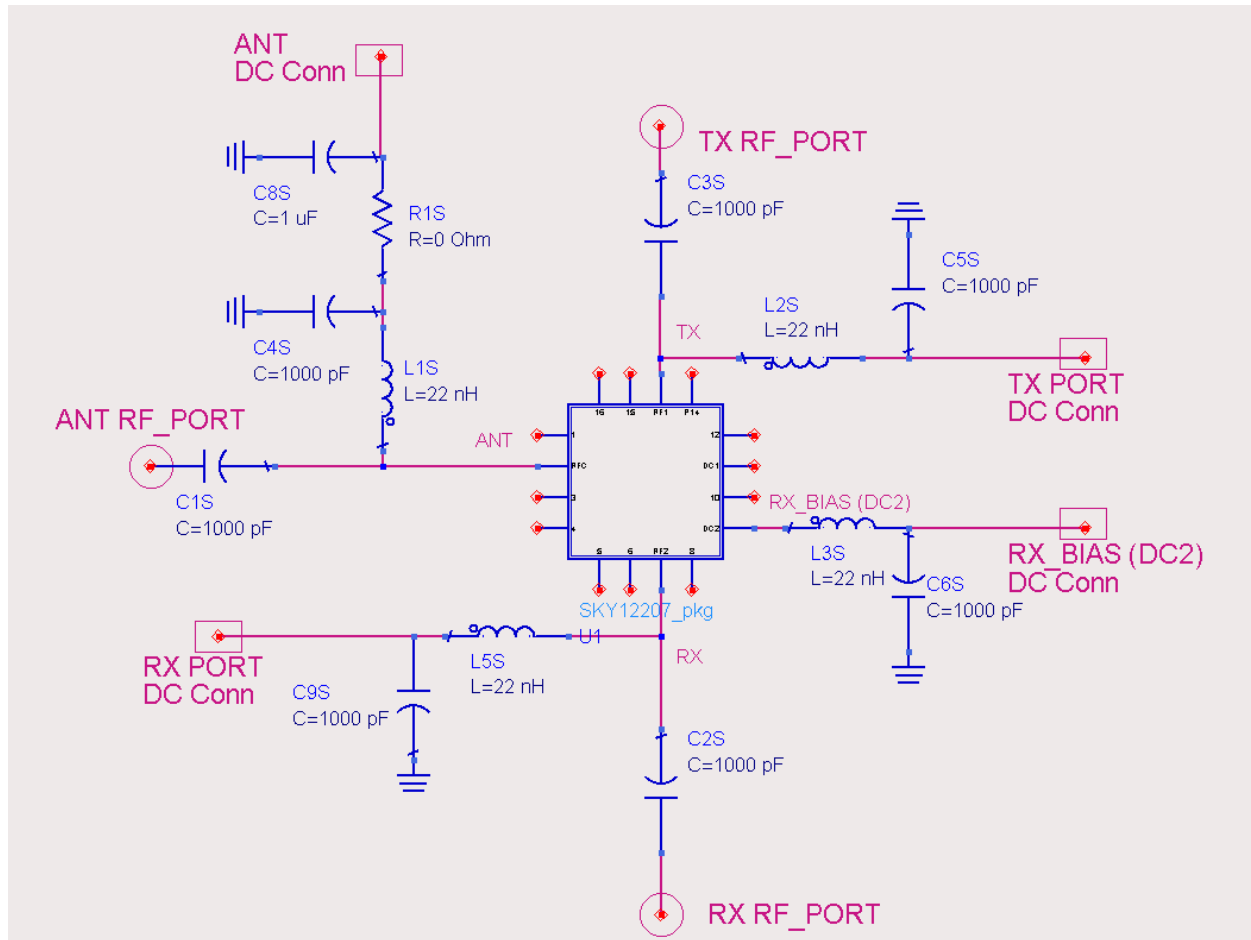 ANT
DC Conn
TX RF_PORT
C8S
C=1 uF
R1S
R=0 Ohm
C3S
C=1000 pF
C5S
C=1000 pF
L2S
L=22 nH
TX
C4S
C=1000 pF
L1S
L=22 nH
TX PORT
DC Conn
ANT RF_PORT
ANT
16
15
RF1
1
RFC
3
4
12
DC1
10
DC2
5
6
RF2
8
C1S
C=1000 pF
RX_BIAS (DC2)
L3S
L=22 nH
RX_BIAS (DC2)
DC Conn
C6S
C=1000 pF
SKY12207_pkg
U1
RX
RX PORT
DC Conn
L5S
L=22 nH
C9S
C=1000 pF
C2S
C=1000 pF
RX RF_PORT